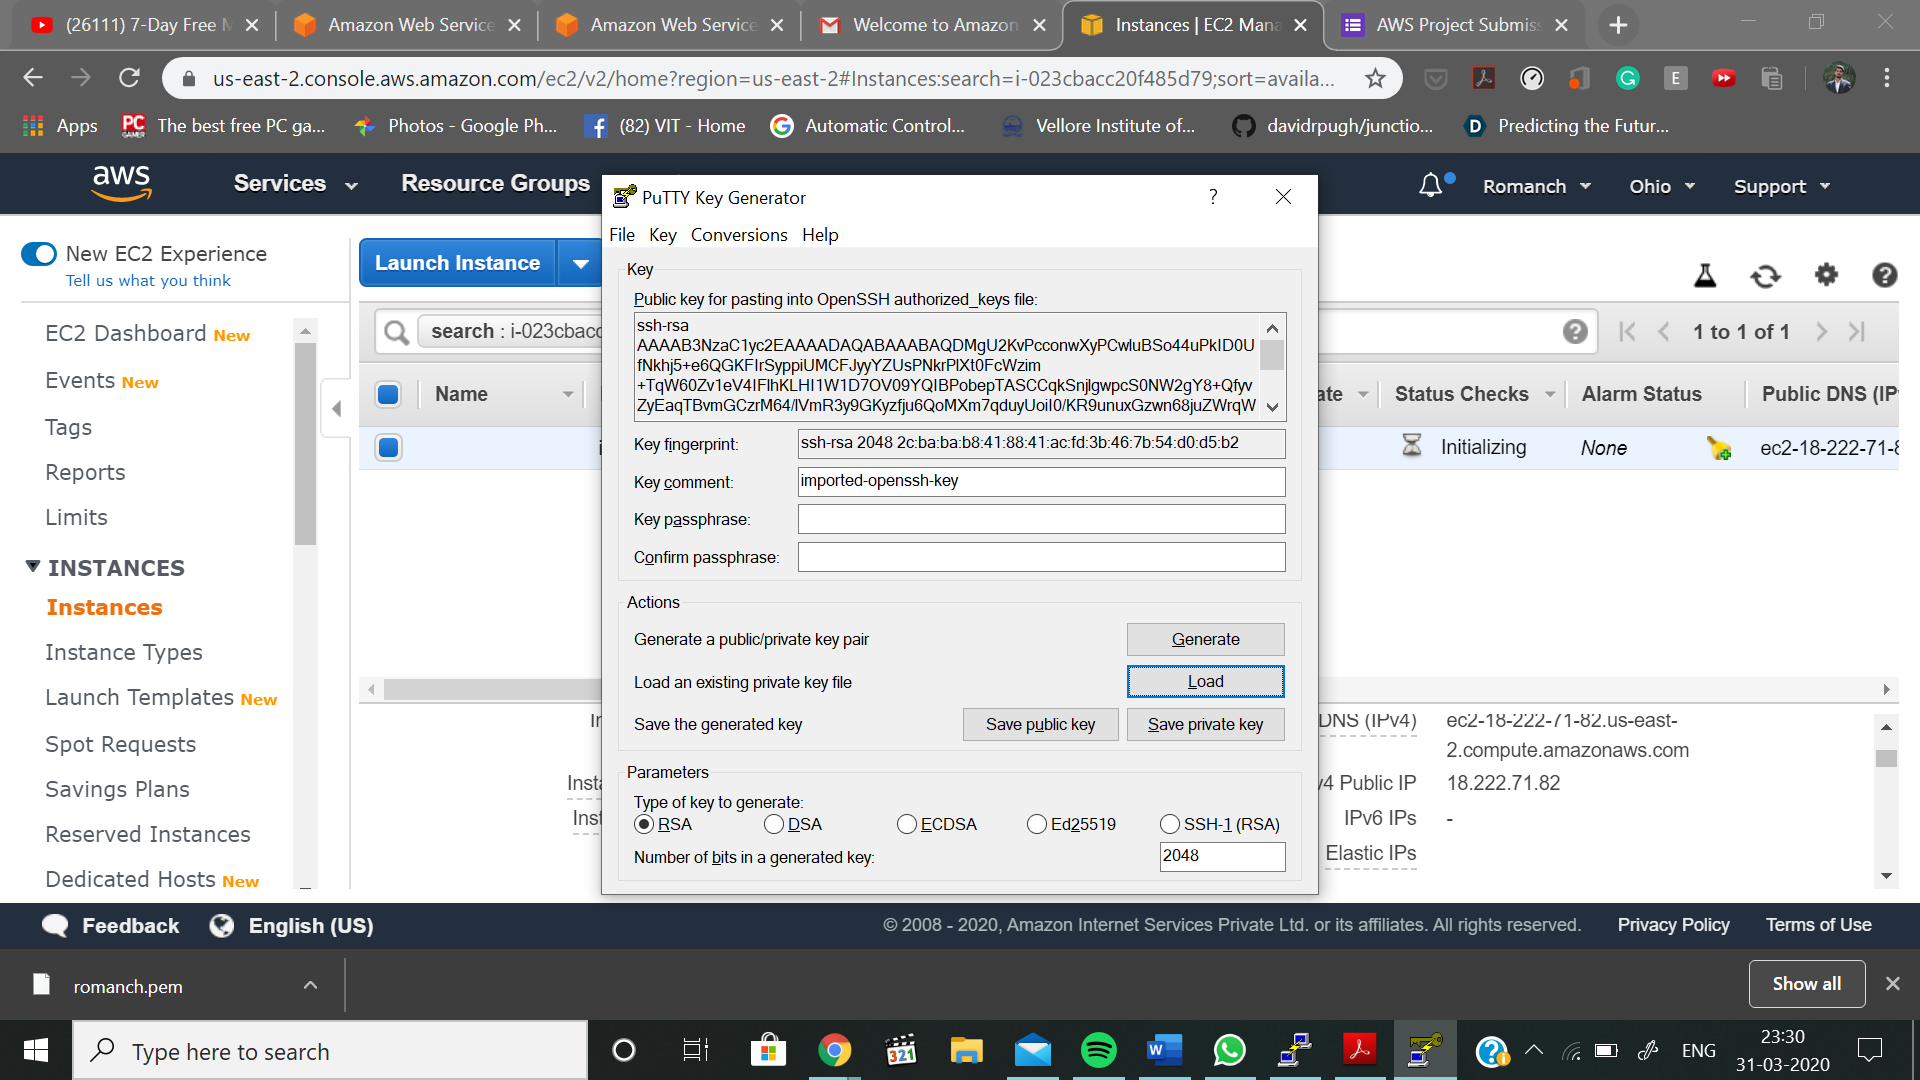 (26111) 7-Day Free
Amazon Web Service
Amazon Web Service
Welcome to Amazon
Instances | EC2 Mana
AWS Project Submis
us-east-2.console.aws.amazon.com/ec2/v2/home?region=us-east-2#Instances:search=i-023cbacc20f485d79;sort=availa...
Apps
The best free PC ga...
Photos - Google Ph...
(82) VIT - Home
Automatic Control...
Vellore Institute of...
davidrpugh/junctio...
Predicting the Futur...
aws
Services
Resource Groups
Romanch
Ohio
Support
New EC2 Experience
Tell us what you think
EC2 Dashboard New
Events New
Tags
Reports
Limits
INSTANCES
Instances
Instance Types
Launch Templates New
Spot Requests
Savings Plans
Reserved Instances
Dedicated Hosts New
Launch Instance
search : i-023cbacc
1 to 1 of 1
Name
Status Checks
Alarm Status
Public DNS (IP
Initializing
None
ec2-18-222-71-8
PuTTY Key Generator
?
File Key Conversions Help
Key
Public key for pasting into OpenSSH authorized_keys file:
ssh-rsa
Key fingerprint:
ssh-rsa 2048 2c:ba:ba:b8:41:88:41:ac:fd:3b:46:7b:54:d0:d5:b2
Key comment:
imported-openssh-key
Key passphrase:
Confirm passphrase:
Actions
Generate a public/private key pair
Generate
Load an existing private key file
Load
Save the generated key
Save public key
Save private key
Parameters
Type of key to generate:
RSA
DSA
ECDSA
Ed25519
SSH-1 (RSA)
Number of bits in a generated key:
2048
DNS (IPv4)
ec2-18-222-71-82.us-east-
2.compute.amazonaws.com
v4 Public IP
18.222.71.82
IPv6 IPs
-
Elastic IPs
Feedback
English (US)
© 2008 - 2020, Amazon Internet Services Private Ltd. or its affiliates. All rights reserved.
Privacy Policy
Terms of Use
romanch.pem
Show all
Type here to search
ENG
23:30
31-03-2020